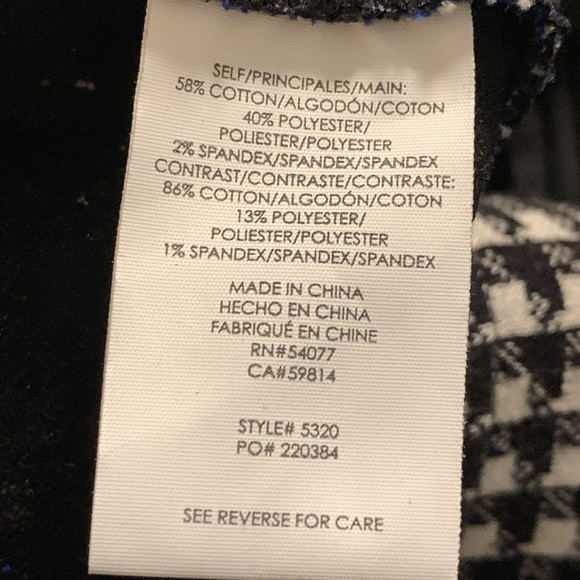 SELF/PRINCIPALES/MAIN:
58% COTTON/ALGODÓN/COTON
40% POLYESTER/
POLIESTER/POLYESTER
2% SPANDEX/SPANDEX/SPANDEX
CONTRAST/CONTRASTE/CONTRASTE:
86% COTTON/ALGODÓN/COTON
13% POLYESTER/
POLIESTER/POLYESTER
1% SPANDEX/SPANDEX/SPANDEX
MADE IN CHINA
HECHO EN CHINA
FABRIQUÉ EN CHINE
RN#54077
CA#59814
STYLE# 5320
PO# 220384
SEE REVERSE FOR CARE